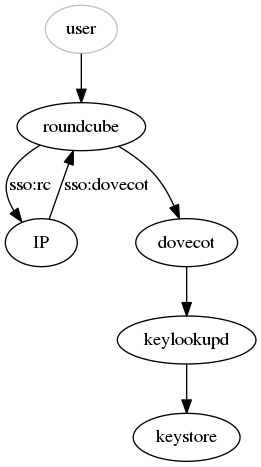 user
roundcube
sso:rc
sso:dovecot
IP
dovecot
keylookupd
keystore